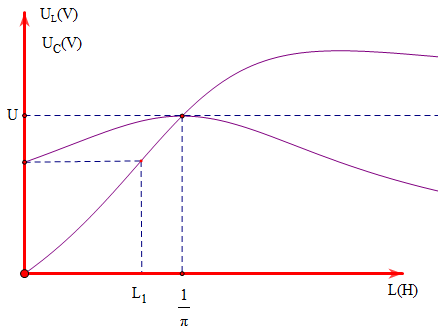 U_L(V)
U_C(V)
U
L_1
1/π
L(H)